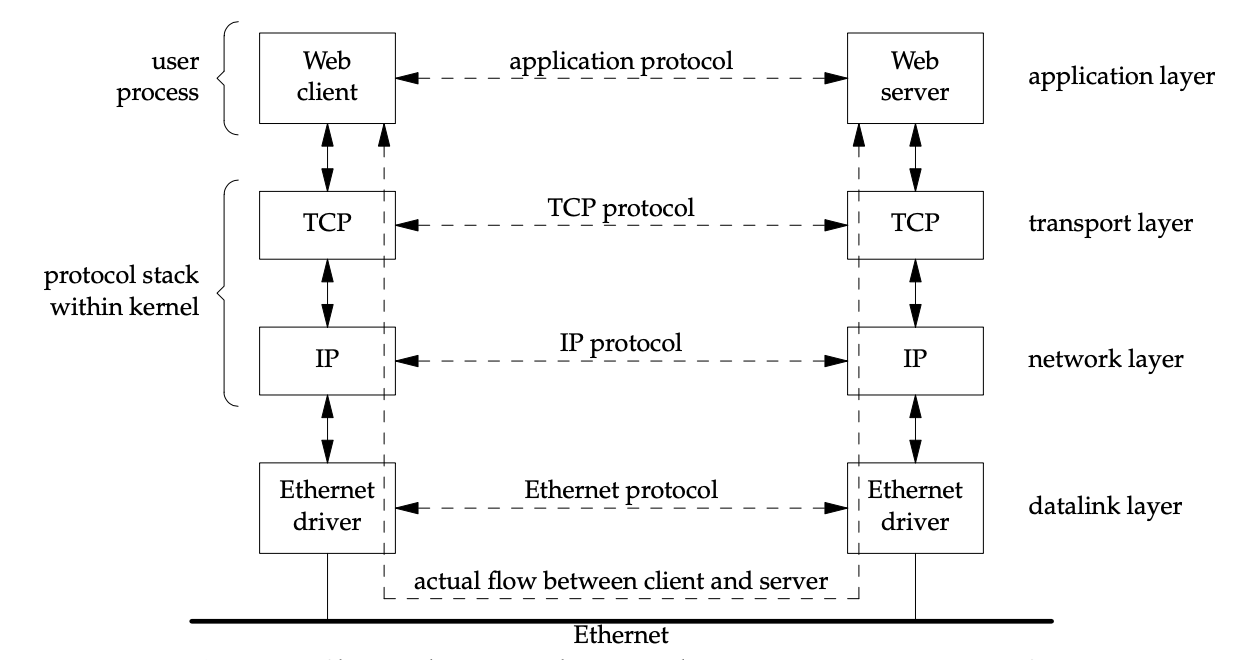 user
process
Web
client
application protocol
Web
server
application layer
TCP
TCP protocol
TCP
transport layer
protocol stack
within kernel
IP
IP protocol
IP
network layer
Ethernet
driver
Ethernet protocol
Ethernet
driver
datalink layer
actual flow between client and server
Ethernet